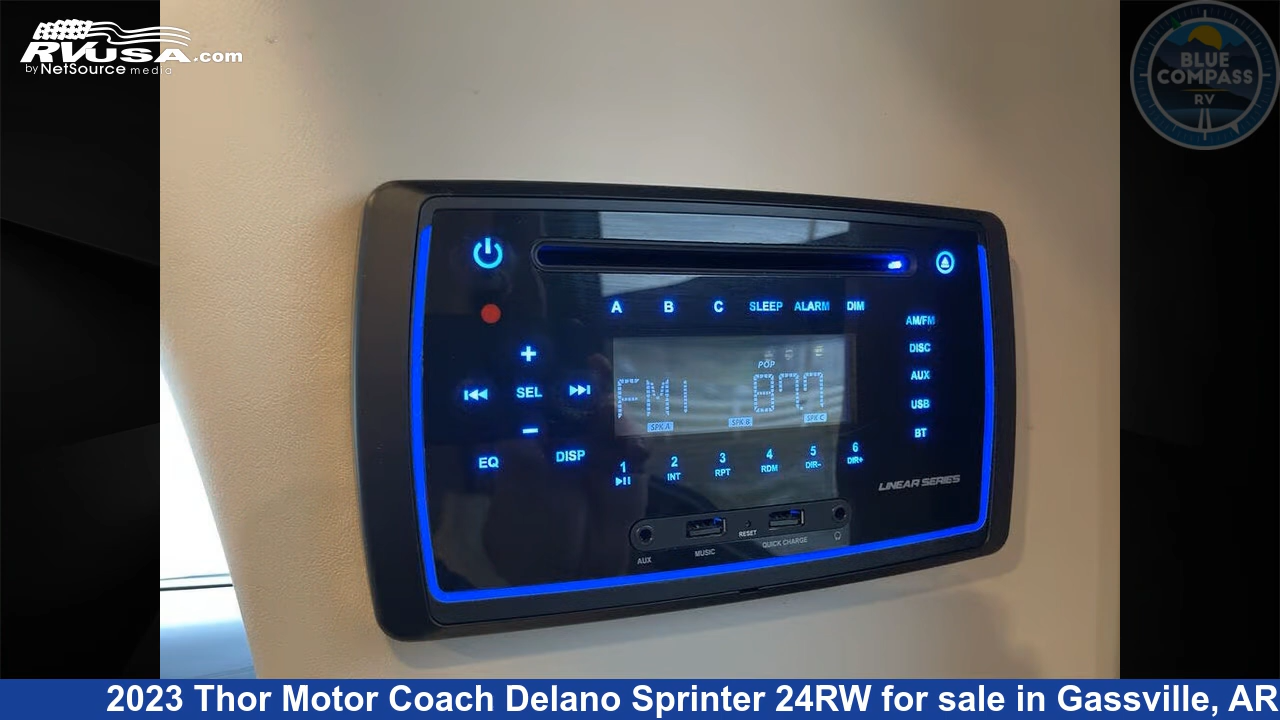 RVUSA.com
by NetSource media
BLUE
COMPASS
RV
A B C SLEEP ALARM DIM
AM/FM
DISC
AUX
USB
BT
+
SEL
−
EQ DISP
POP
FM1 87.7
SPK A SPK B SPK C
1 2 3 4 5 6
INT RPT RDM DIR- DIR+
LINEAR SERIES
AUX MUSIC RESET QUICK CHARGE
2023 Thor Motor Coach Delano Sprinter 24RW for sale in Gassville, AR